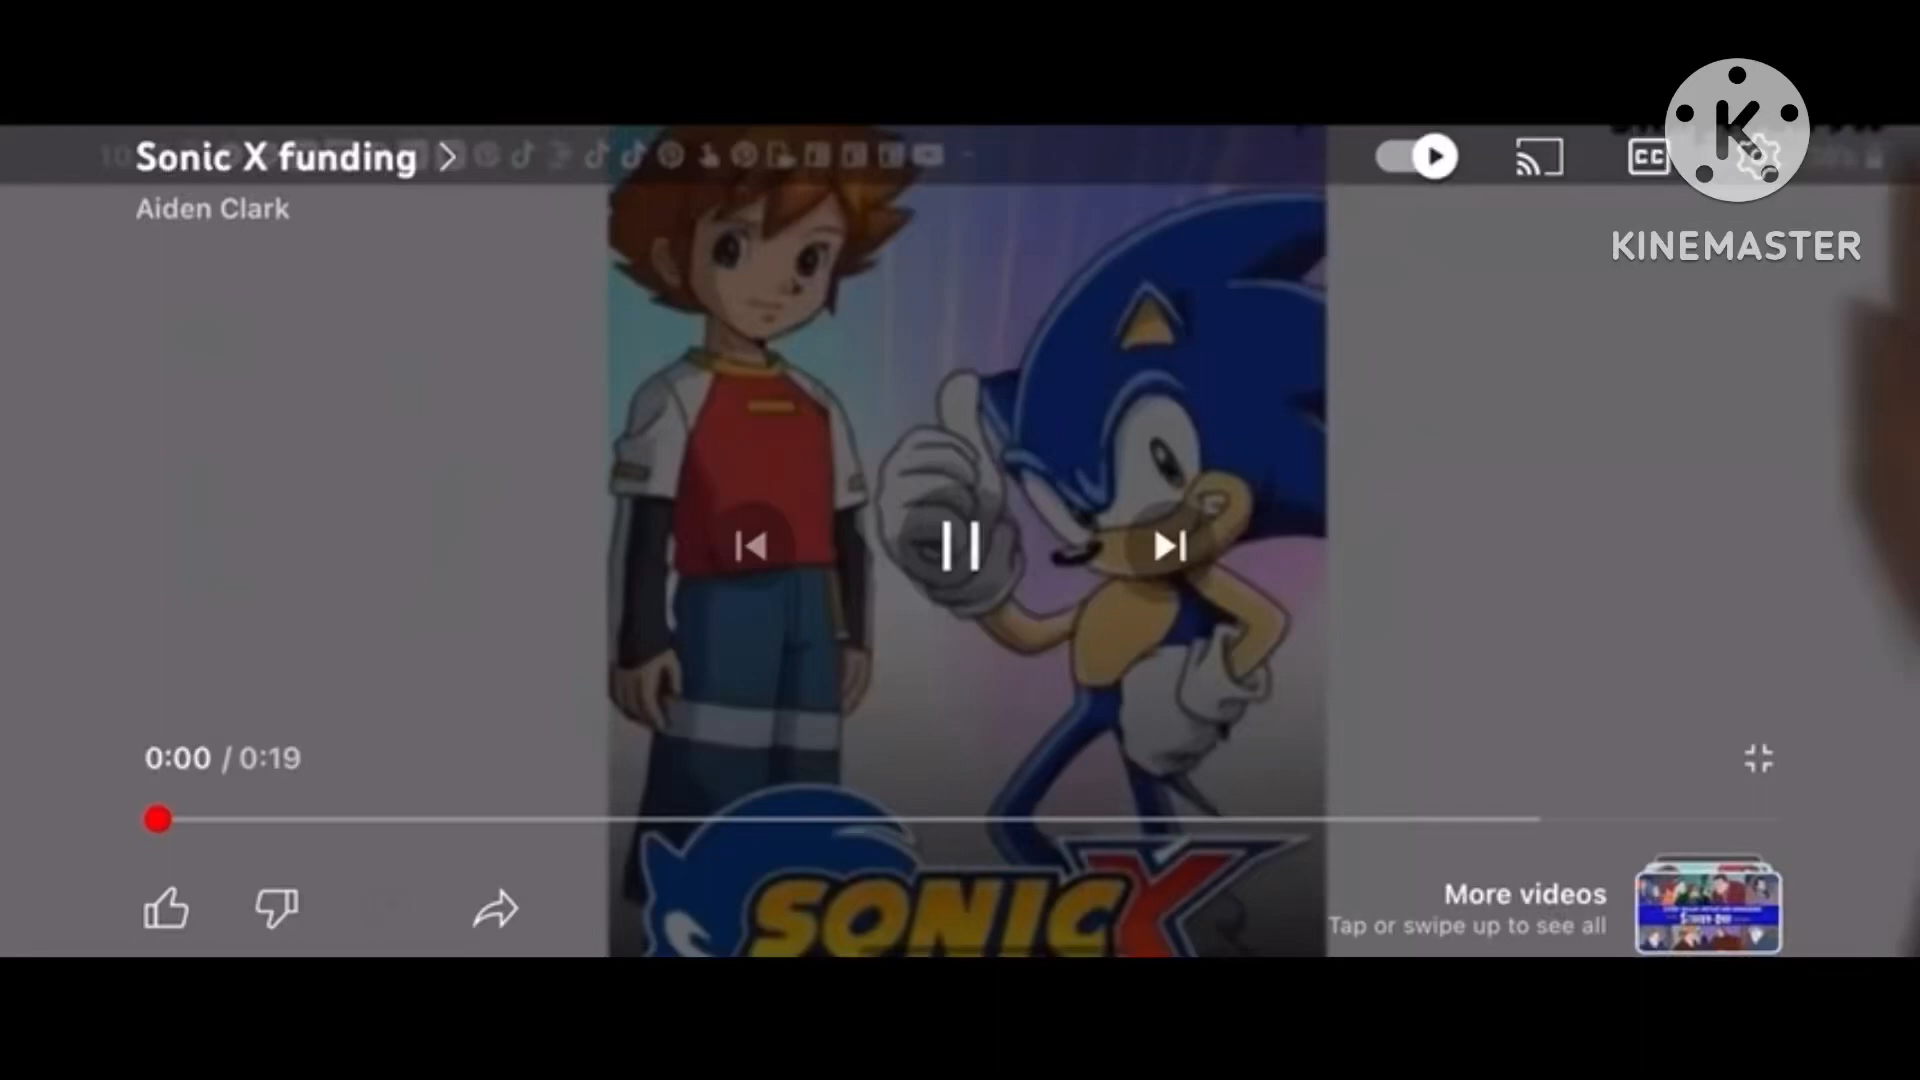 Sonic X funding
CC
KINEMASTER
Aiden Clark
0:00 / 0:19
More videos
Tap or swipe up to see all
SONIC X